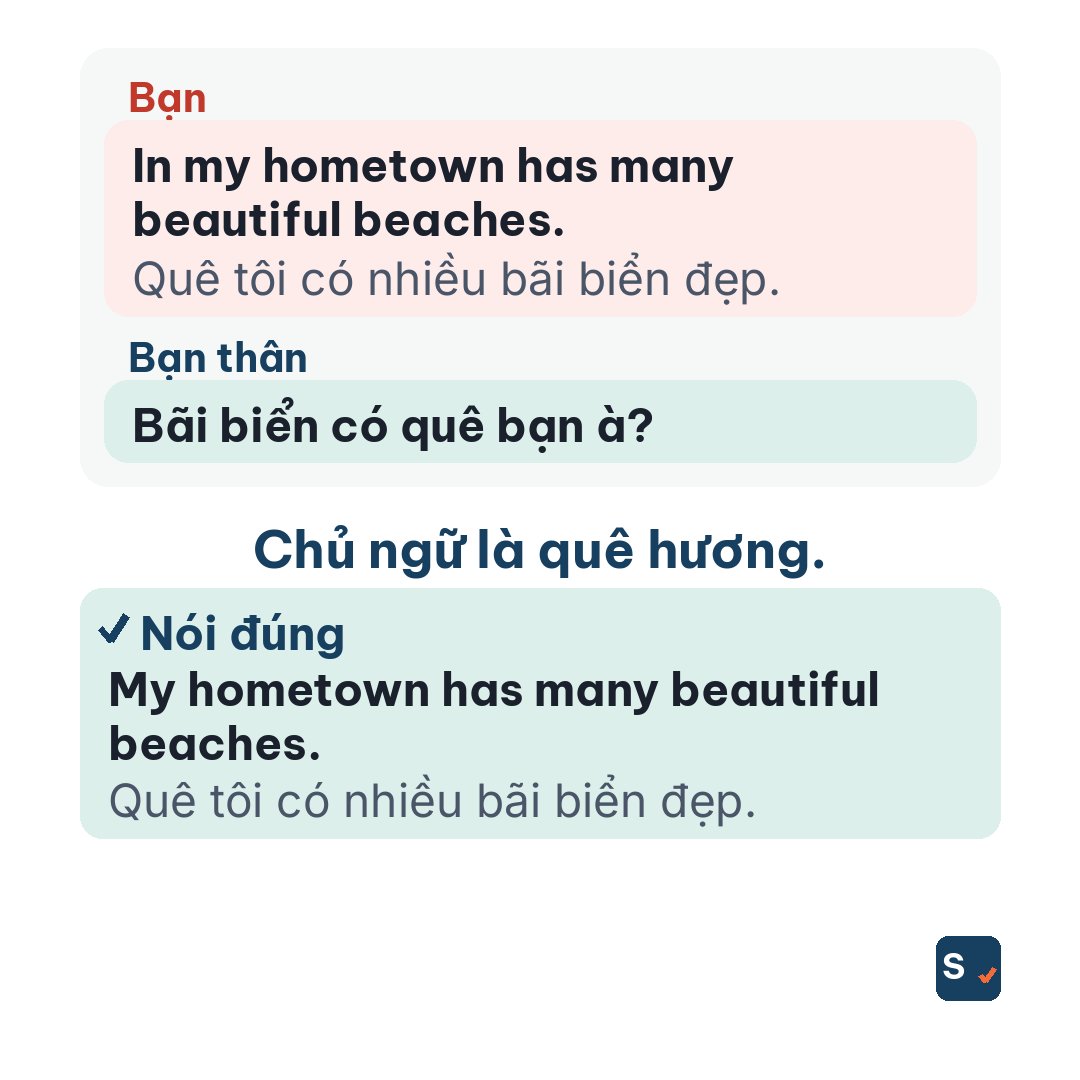 Bạn
In my hometown has many
beautiful beaches.
Quê tôi có nhiều bãi biển đẹp.
Bạn thân
Bãi biển có quê bạn à?
Chủ ngữ là quê hương.
Nói đúng
My hometown has many beautiful
beaches.
Quê tôi có nhiều bãi biển đẹp.
S